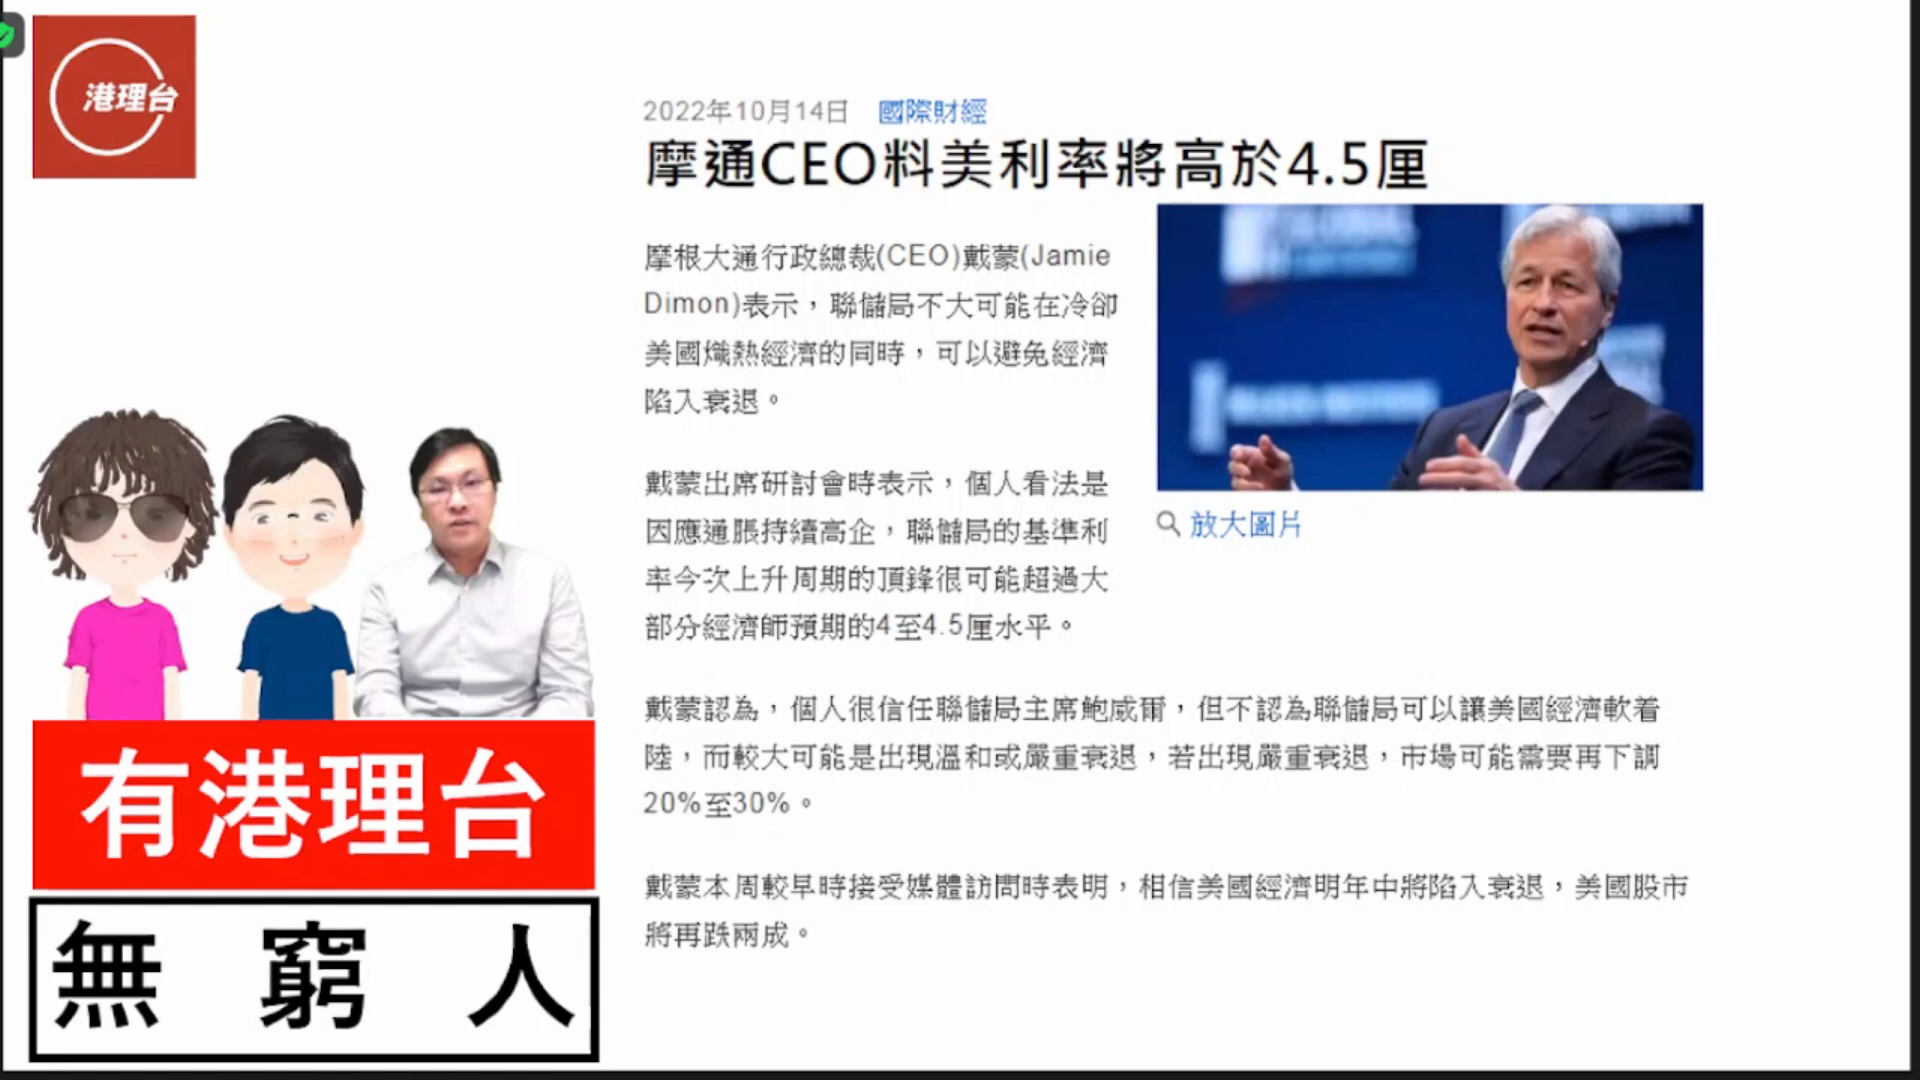 港理台
2022年10月14日 國際財經
摩通CEO料美利率將高於4.5厘
摩根大通行政總裁(CEO)戴蒙(Jamie
Dimon)表示，聯儲局不大可能在冷卻
美國熾熱經濟的同時，可以避免經濟
陷入衰退。
戴蒙出席研討會時表示，個人看法是
因應通脹持續高企，聯儲局的基準利
率今次上升周期的頂鋒很可能超過大
部分經濟師預期的4至4.5厘水平。
放大圖片
戴蒙認為，個人很信任聯儲局主席鮑威爾，但不認為聯儲局可以讓美國經濟軟着
陸，而較大可能是出現溫和或嚴重衰退，若出現嚴重衰退，市場可能需要再下調
20%至30%。
戴蒙本周較早時接受媒體訪問時表明，相信美國經濟明年中將陷入衰退，美國股市
將再跌兩成。
有港理台
無窮人